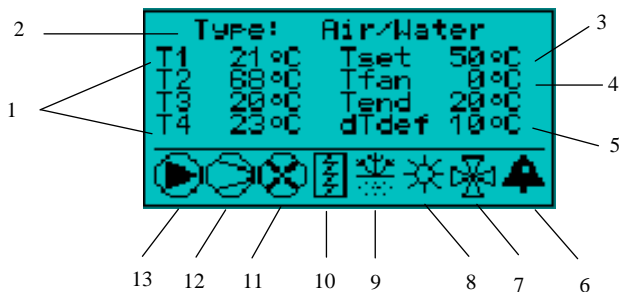 2 Type: Air/Water 3
T1 21 °C Tset 50 °C
T2 68 °C Tfan 0 °C 4
1 T3 20 °C Tend 20 °C
T4 23 °C dTdef 10 °C 5
13 12 11 10 9 8 7 6